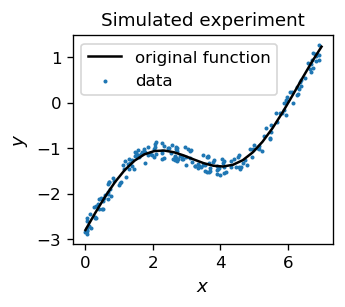 Simulated experiment
original function
data
y
1
0
−1
−2
−3
0
2
4
6
x